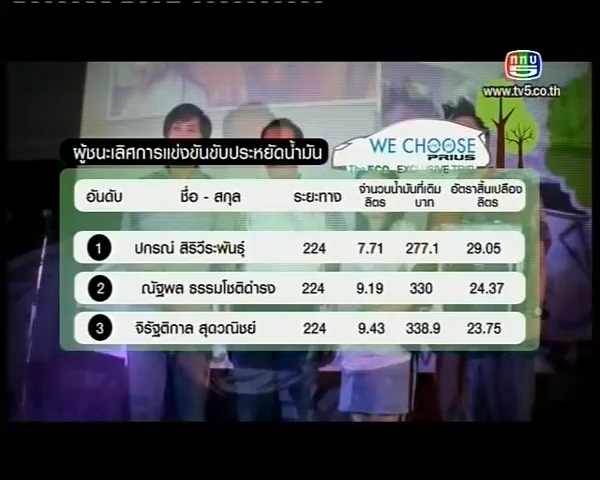 ททบ
5
www.tv5.co.th
WE CHOOSE
PRIUS
The ECO EXCLUSIVE TRIP
ผู้ชนะเลิศการแข่งขันขับประหยัดน้ำมัน
อันดับ ชื่อ - สกุล ระยะทาง จำนวนน้ำมันที่เติม อัตราสิ้นเปลือง
ลิตร บาท ลิตร
1 ปกรณ์ สิริวีระพันธุ์ 224 7.71 277.1 29.05
2 ณัฐพล ธรรมโชติดำรง 224 9.19 330 24.37
3 จิรัฐติกาล สุดวณิชย์ 224 9.43 338.9 23.75